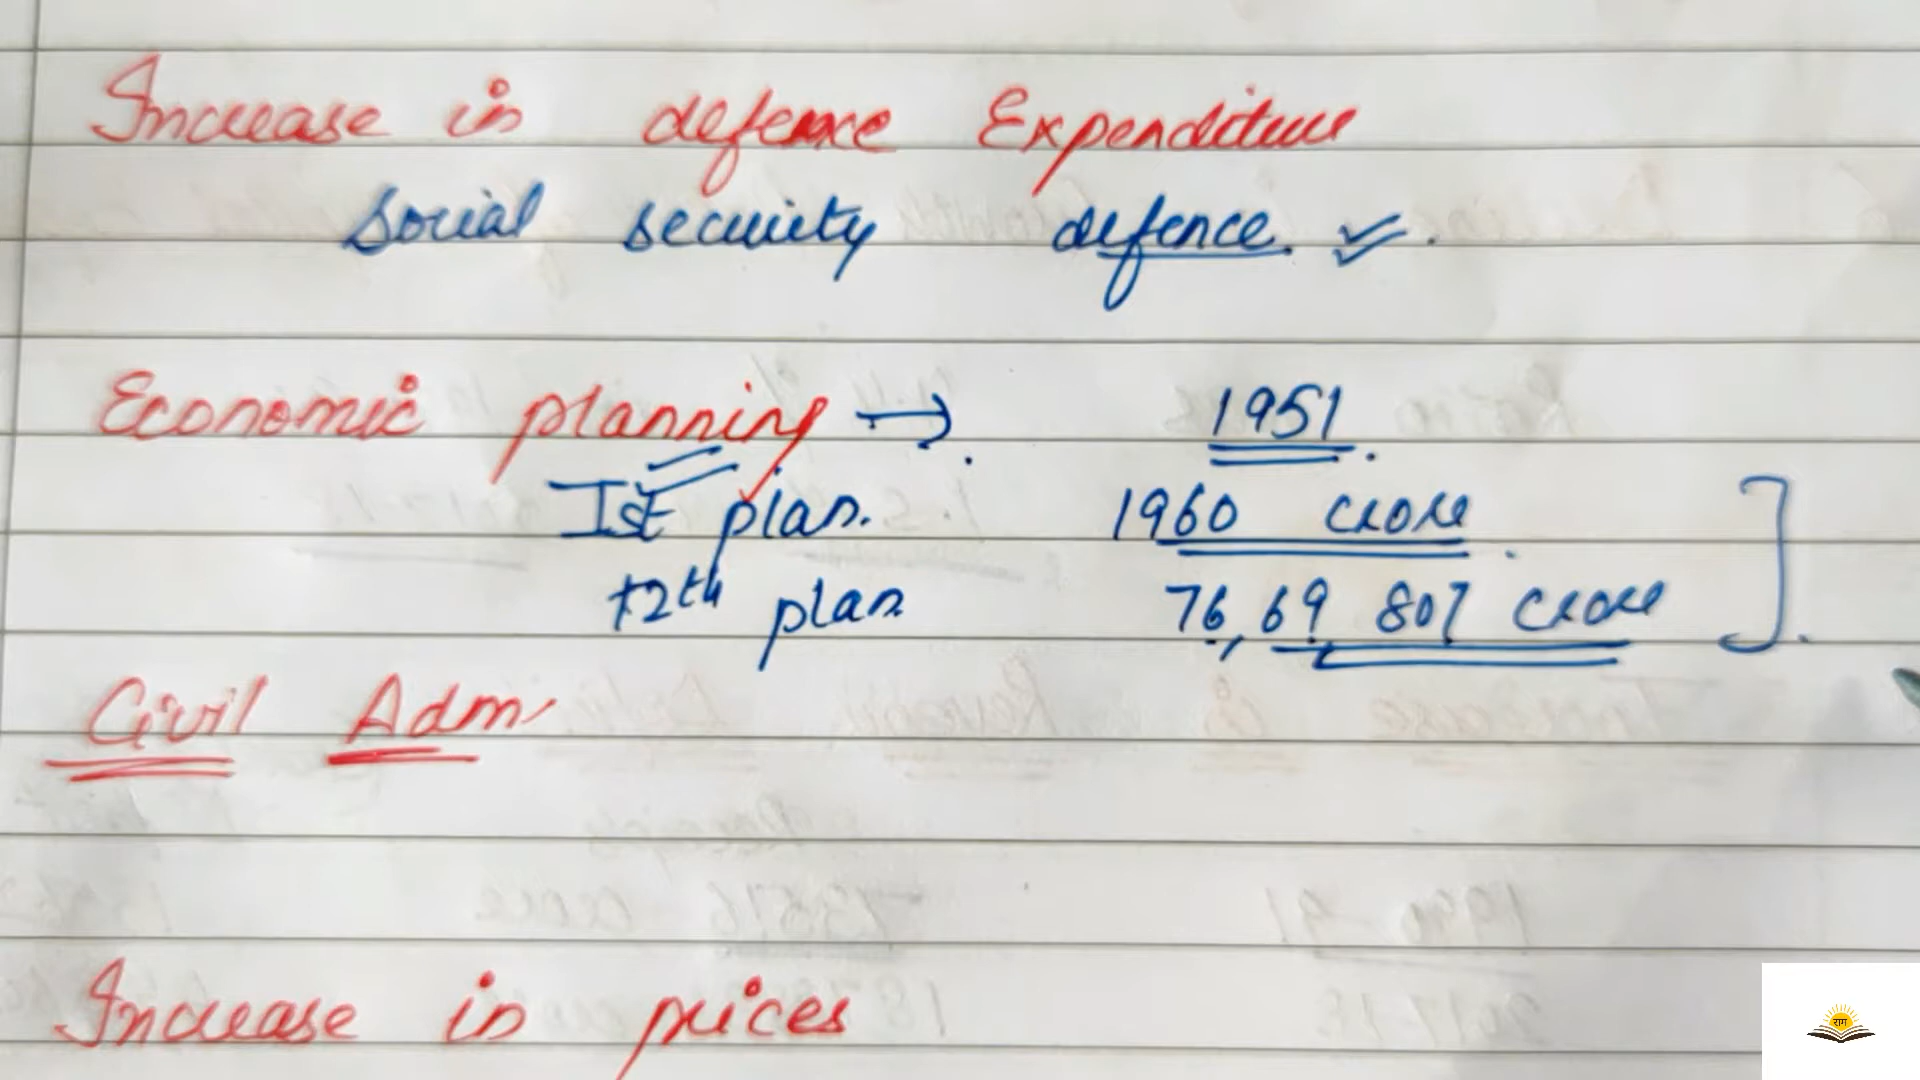 Increase in defence Expenditure
Social security defence.
Economic planning → 1951
Ist plan. 1960 crore
12th plan 76,69 807 crore
Civil Adm.
Increase in prices
राग